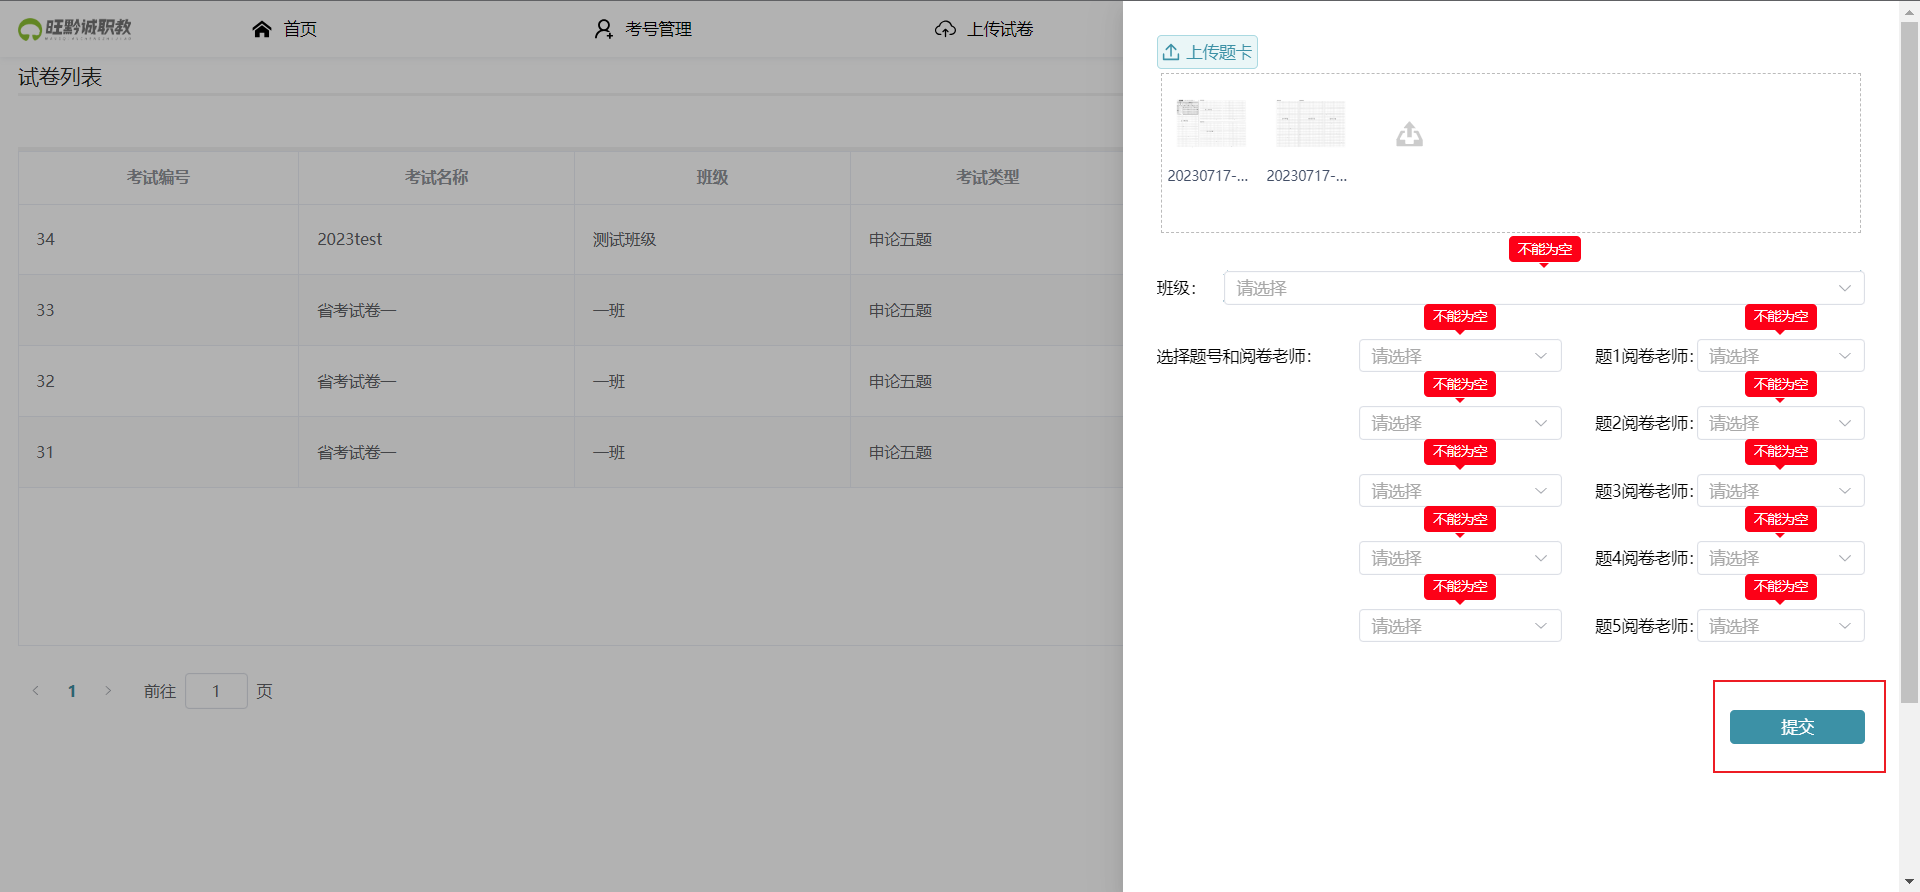 旺黔诚职教
首页
考号管理
上传试卷
试卷列表
考试编号 考试名称 班级 考试类型
34 2023test 测试班级 申论五题
33 省考试卷一 一班 申论五题
32 省考试卷一 一班 申论五题
31 省考试卷一 一班 申论五题
1 前往 1 页
上传题卡
20230717-... 20230717-...
不能为空
班级： 请选择
不能为空 不能为空
选择题号和阅卷老师： 请选择 题1阅卷老师： 请选择
不能为空 不能为空
请选择 题2阅卷老师： 请选择
不能为空 不能为空
请选择 题3阅卷老师： 请选择
不能为空 不能为空
请选择 题4阅卷老师： 请选择
不能为空 不能为空
请选择 题5阅卷老师： 请选择
提交